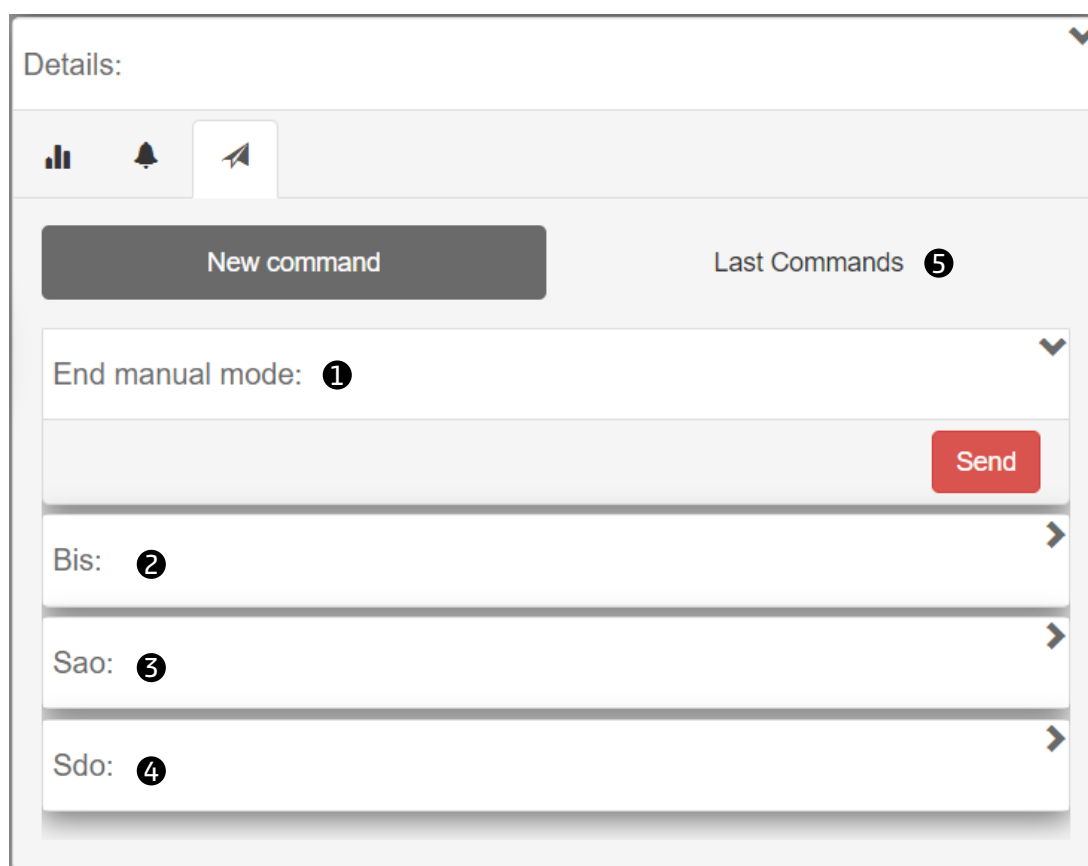 Details:
New command
Last Commands ❺
End manual mode: ❶
Send
Bis: ❷
Sao: ❸
Sdo: ❹